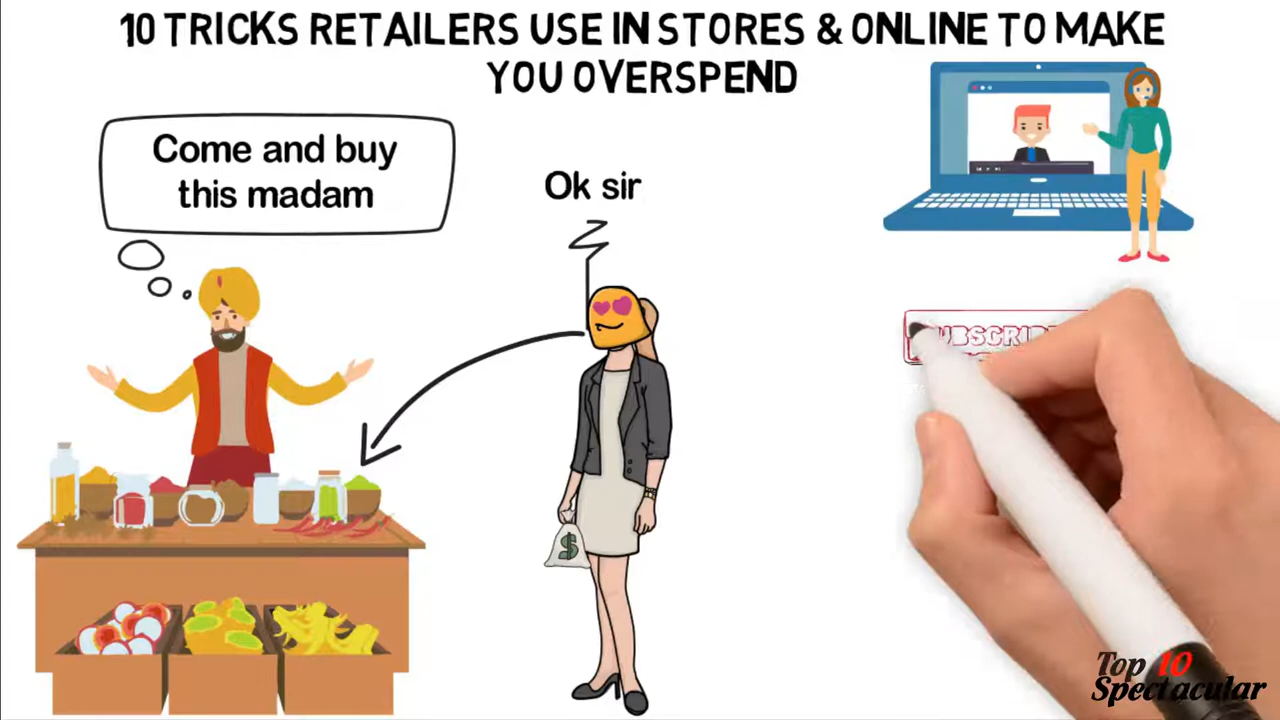 10 TRICKS RETAILERS USE IN STORES & ONLINE TO MAKE
YOU OVERSPEND
Come and buy
this madam
Ok sir
$
Top 10
Spectacular